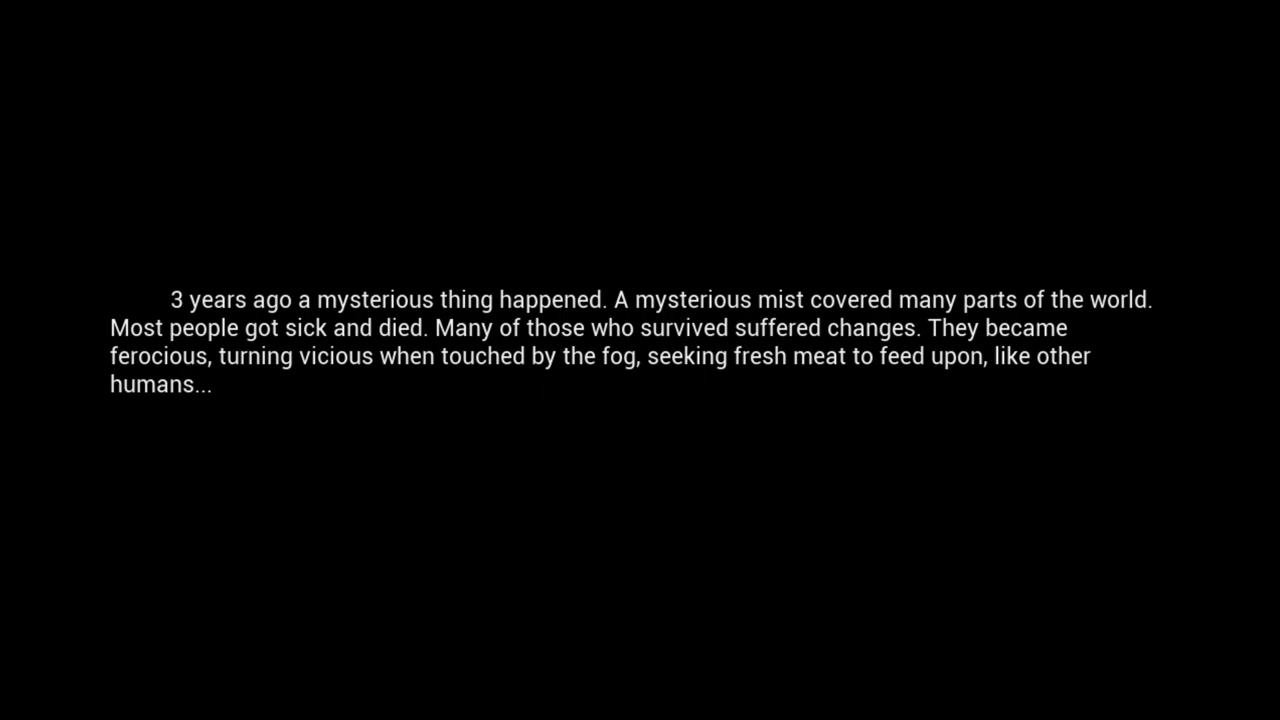 3 years ago a mysterious thing happened. A mysterious mist covered many parts of the world.
Most people got sick and died. Many of those who survived suffered changes. They became
ferocious, turning vicious when touched by the fog, seeking fresh meat to feed upon, like other
humans...